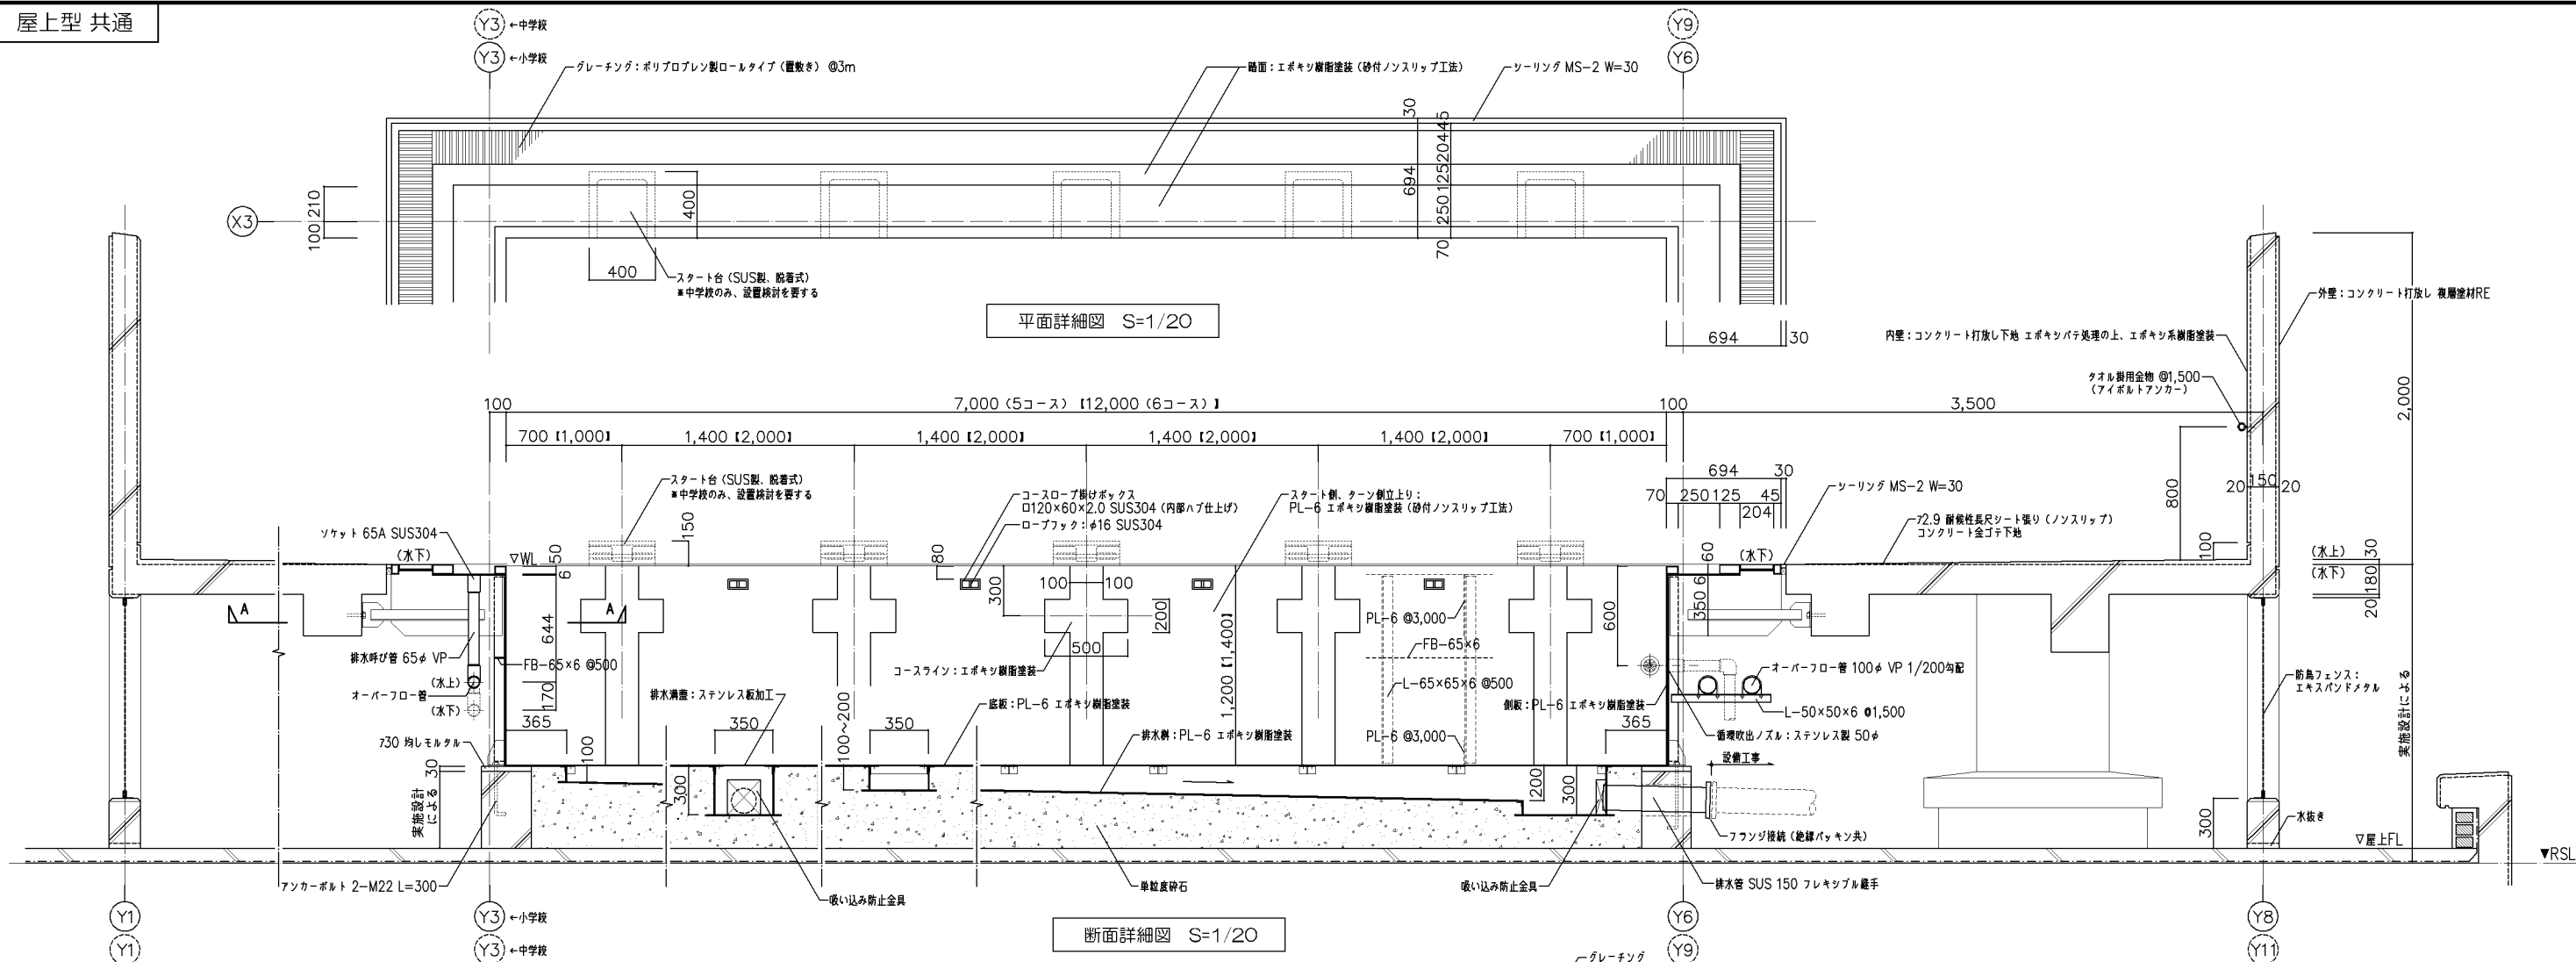 屋上型 共通
Y3 ←中学校
Y3 ←小学校
Y9
Y6
グレーチング：ポリプロプレン製ロールタイプ（置敷き）@3m
踏面：エポキシ樹脂塗装（砂付ノンスリップ工法）
シーリング MS-2 W=30
30
45
204
125
250
70
694
X3
210
100
400
400
スタート台（SUS製、脱着式）
※中学校のみ、設置検討を要する
平面詳細図 S=1/20
694
30
外壁：コンクリート打放し 複層塗材RE
内壁：コンクリート打放し下地 エポキシパテ処理の上、エポキシ系樹脂塗装
タオル掛用金物 @1,500
（アイボルトアンカー）
2,000
100
7,000（5コース）【12,000（6コース）】
100
3,500
700【1,000】
1,400【2,000】
1,400【2,000】
1,400【2,000】
1,400【2,000】
700【1,000】
694
30
70
250
125
45
204
800
20
150
20
スタート台（SUS製、脱着式）
※中学校のみ、設置検討を要する
150
コースロープ掛けボックス
□120×60×2.0 SUS304（内部ハブ仕上げ）
ロープフック：φ16 SUS304
スタート側、ターン側立上り：
PL-6 エポキシ樹脂塗装（砂付ノンスリップ工法）
シーリング MS-2 W=30
ｱ2.9 耐候性長尺シート張り（ノンスリップ）
コンクリート金ゴテ下地
ソケット 65A SUS304
（水下）
▽WL
50
6
80
300
100
100
200
500
60
（水下）
6
350
600
100
（水上）
（水下）
30
180
20
A
A
644
170
排水呼び管 65φ VP
FB-65×6 @500
（水上）
オーバーフロー管
（水下）
コースライン：エポキシ樹脂塗装
1,200【1,400】
PL-6 @3,000
FB-65×6
L-65×65×6 @500
PL-6 @3,000
側板：PL-6 エポキシ樹脂塗装
オーバーフロー管 100φ VP 1/200勾配
L-50×50×6 @1,500
循環吹出ノズル：ステンレス製 50φ
設備工事
防鳥フェンス：
エキスパンドメタル
実施設計による
排水溝蓋：ステンレス板加工
底板：PL-6 エポキシ樹脂塗装
排水桝：PL-6 エポキシ樹脂塗装
365
350
350
365
100~200
ｱ30 均しモルタル
30
実施設計
による
100
300
200
300
300
水抜き
▽屋上FL
▼RSL
フランジ接続（絶縁パッキン共）
アンカーボルト 2-M22 L=300
吸い込み防止金具
単粒度砕石
吸い込み防止金具
排水管 SUS 150 フレキシブル継手
Y1
Y1
Y3 ←小学校
Y3 ←中学校
断面詳細図 S=1/20
Y6
Y9
Y8
Y11
グレーチング